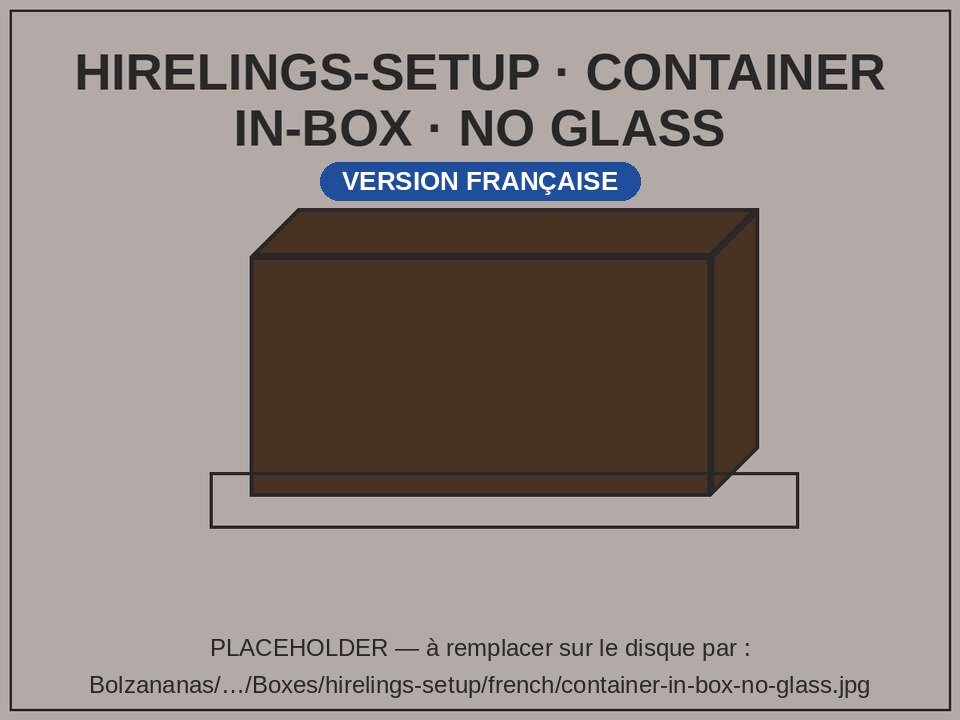 HIRELINGS-SETUP · CONTAINER
IN-BOX · NO GLASS
VERSION FRANÇAISE
PLACEHOLDER — à remplacer sur le disque par :
Bolzananas/…/Boxes/hirelings-setup/french/container-in-box-no-glass.jpg